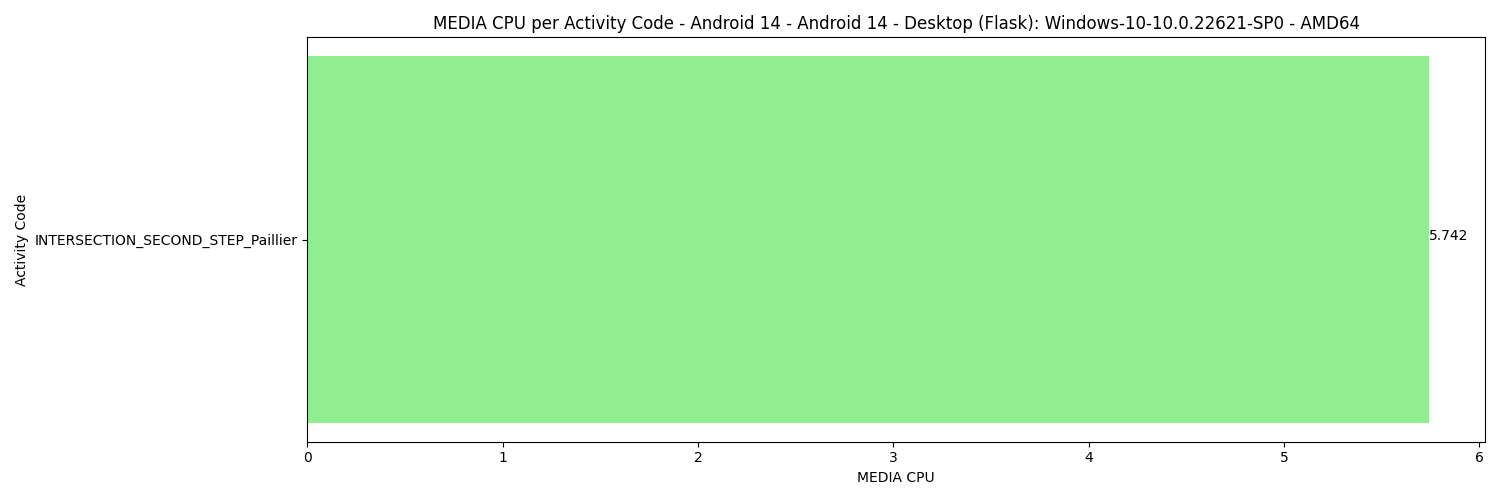 MEDIA CPU per Activity Code - Android 14 - Android 14 - Desktop (Flask): Windows-10-10.0.22621-SP0 - AMD64
Activity Code
INTERSECTION_SECOND_STEP_Paillier
5.742
0 1 2 3 4 5 6
MEDIA CPU